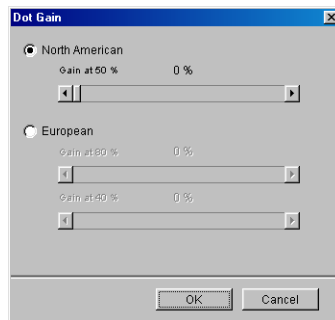 Dot Gain
North American
Gain at 50 % 0 %
European
Gain at 80 % 0 %
Gain at 40 % 0 %
OK Cancel